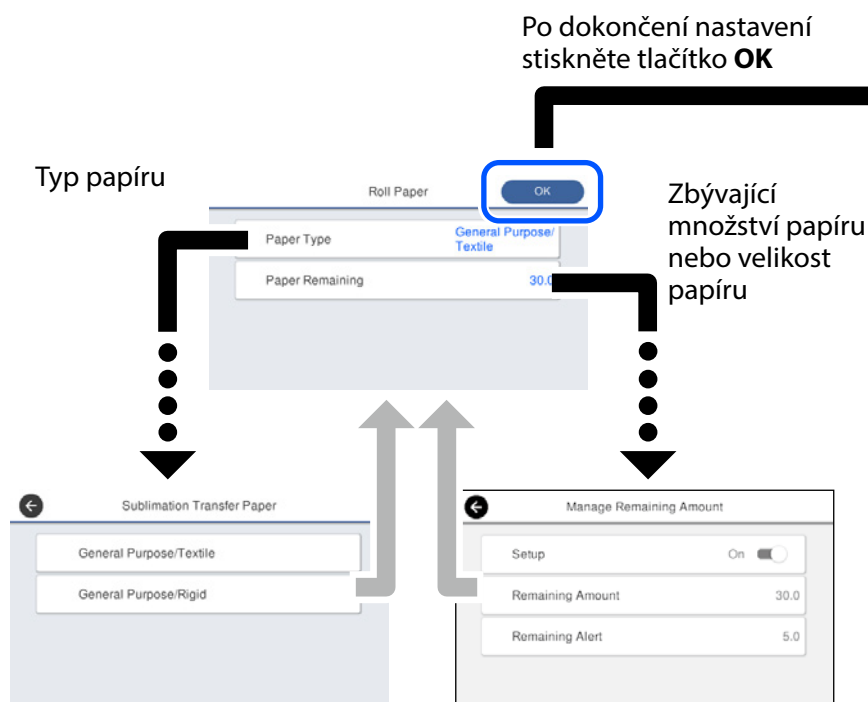 Po dokončení nastavení
stiskněte tlačítko OK
Typ papíru
Roll Paper
OK
Paper Type
General Purpose/
Textile
Paper Remaining
30.0
Zbývající
množství papíru
nebo velikost
papíru
Sublimation Transfer Paper
General Purpose/Textile
General Purpose/Rigid
Manage Remaining Amount
Setup
On
Remaining Amount
30.0
Remaining Alert
5.0